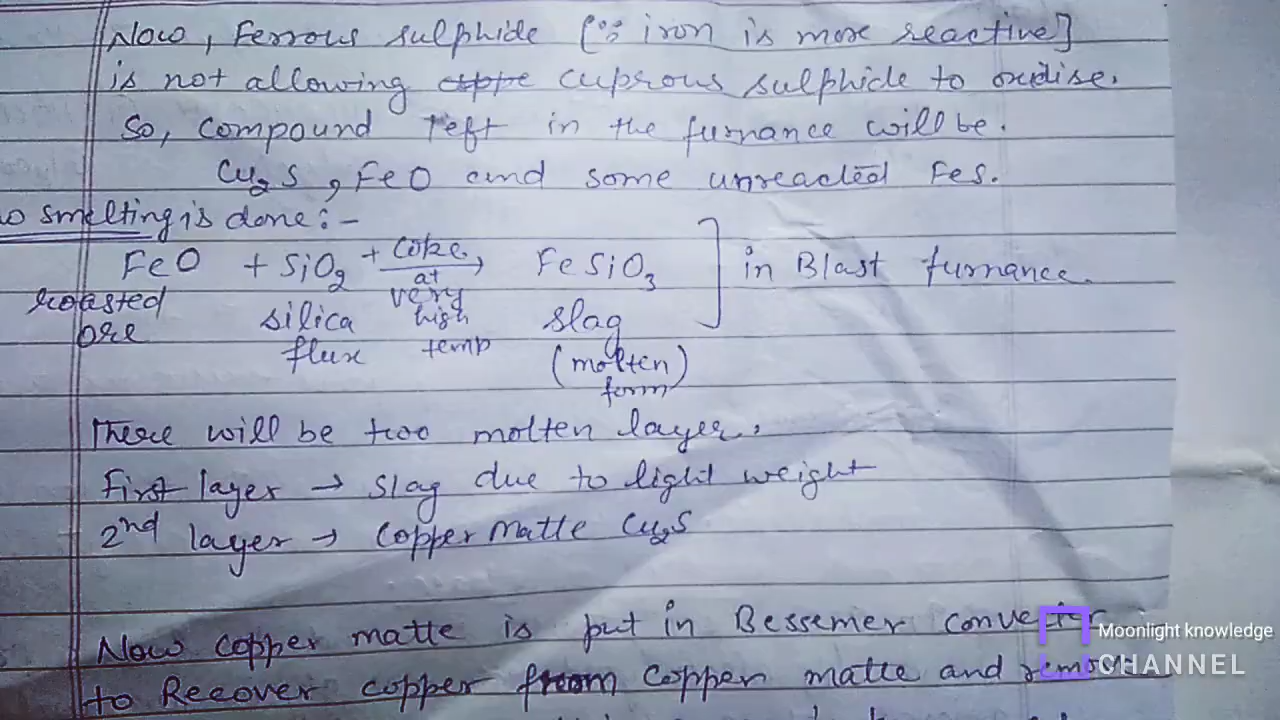 Now, Ferrous sulphide [∵ iron is more reactive]
is not allowing cuprous sulphide to oxidise.
So, compound left in the furnance will be.
Cu₂S, FeO and some unreacted FeS.
smelting is done:-
FeO + SiO₂ + coke at very high temp → FeSiO₃ ] in Blast furnance.
roasted ore silica flux slag (molten form)
There will be two molten layer.
First layer → slag due to light weight
2nd layer → copper matte Cu₂S
Now copper matte is put in Bessemer converter
to Recover copper from copper matte and remove
Moonlight knowledge
CHANNEL